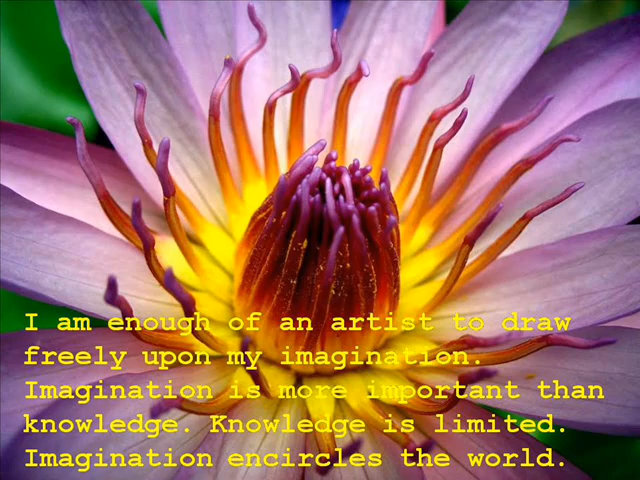 I am enough of an artist to draw
freely upon my imagination.
Imagination is more important than
knowledge. Knowledge is limited.
Imagination encircles the world.